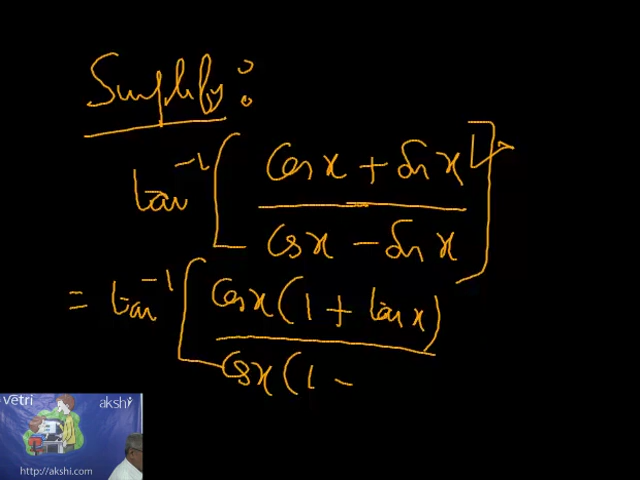 Simplify:
tan⁻¹ [ (cos x + sin x) / (cos x − sin x) ]
= tan⁻¹ [ cos x (1 + tan x) / cos x (1 −
vetri akshi
http://akshi.com